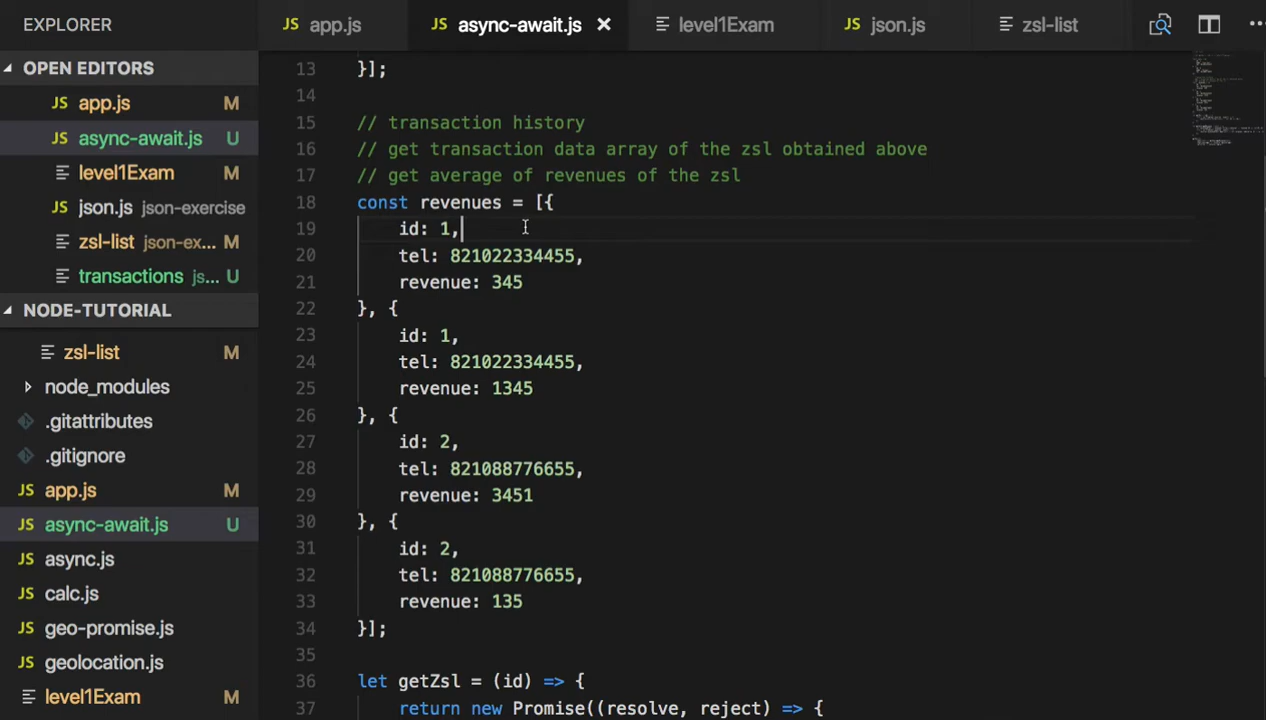 EXPLORER
OPEN EDITORS
JS app.js M
JS async-await.js U
level1Exam M
JS json.js json-exercise
zsl-list json-ex... M
transactions js... U
NODE-TUTORIAL
zsl-list M
node_modules
.gitattributes
.gitignore
JS app.js M
JS async-await.js U
JS async.js
JS calc.js
JS geo-promise.js
JS geolocation.js
level1Exam M
JS app.js JS async-await.js × level1Exam JS json.js zsl-list ...
13 }];
14
15 // transaction history
16 // get transaction data array of the zsl obtained above
17 // get average of revenues of the zsl
18 const revenues = [{
19 id: 1,
20 tel: 821022334455,
21 revenue: 345
22 }, {
23 id: 1,
24 tel: 821022334455,
25 revenue: 1345
26 }, {
27 id: 2,
28 tel: 821088776655,
29 revenue: 3451
30 }, {
31 id: 2,
32 tel: 821088776655,
33 revenue: 135
34 }];
35
36 let getZsl = (id) => {
37 return new Promise((resolve, reject) => {